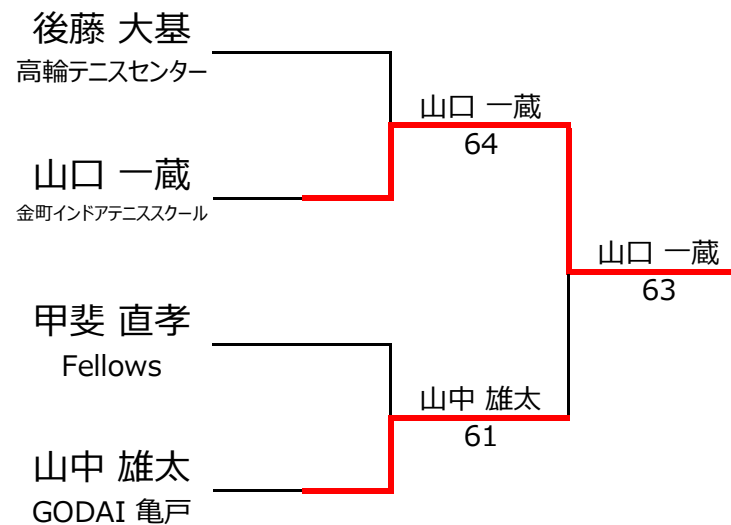 後藤 大基
高輪テニスセンター
山口 一蔵
64
山口 一蔵
金町インドアテニススクール
山口 一蔵
63
甲斐 直孝
Fellows
山中 雄太
61
山中 雄太
GODAI 亀戸